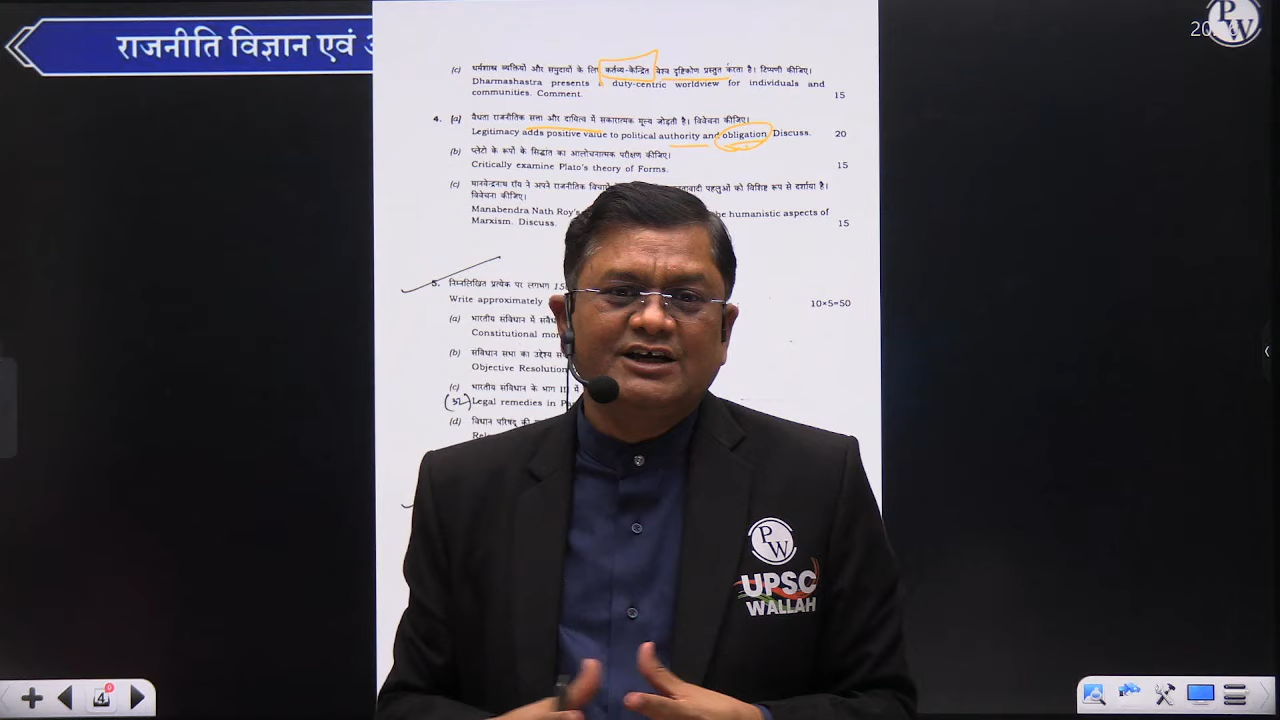 राजनीति विज्ञान एवं
20
PW
(c) धर्मशास्त्र व्यक्तियों और समुदायों के लिए कर्तव्य-केन्द्रित विश्व दृष्टिकोण प्रस्तुत करता है। टिप्पणी कीजिए।
Dharmashastra presents a duty-centric worldview for individuals and
communities. Comment. 15
4. (a) वैधता राजनीतिक सत्ता और दायित्व में सकारात्मक मूल्य जोड़ती है। विवेचना कीजिए।
Legitimacy adds positive value to political authority and obligation. Discuss. 20
(b) प्लेटो के रूपों के सिद्धांत का आलोचनात्मक परीक्षण कीजिए।
Critically examine Plato's theory of Forms. 15
(c) मानवेन्द्रनाथ रॉय ने अपने राजनीतिक विचारों पहलुओं को विशिष्ट रूप से दर्शाया है।
विवेचना कीजिए।
Manabendra Nath Roy's the humanistic aspects of
Marxism. Discuss. 15
5. निम्नलिखित प्रत्येक पर लगभग
Write approximately 10×5=50
(a) भारतीय संविधान में
Constitutional
(b) संविधान सभा का उद्देश्य
Objective Resolution
(c) भारतीय संविधान के भाग III में
(32) Legal remedies in
(d) विधान परिषद् की
PW
UPSC
WALLAH
4